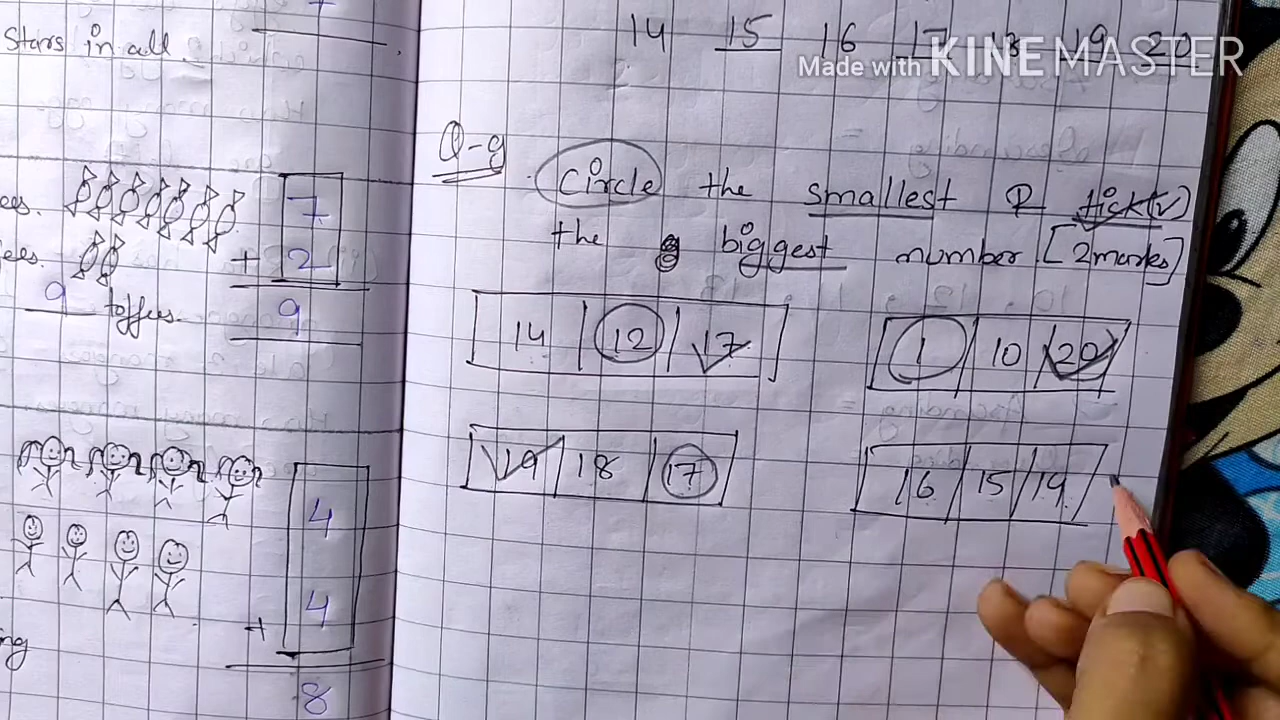 Stars in all
7
7
+ 2
9 toffees.
9
4
+ 4
8
14 15 16 17 18 19 20
Made with KINEMASTER
Q-9
Circle the smallest & tick(✓)
the biggest number [2 marks]
14 12 17
1 10 20
19 18 17
16 15 19